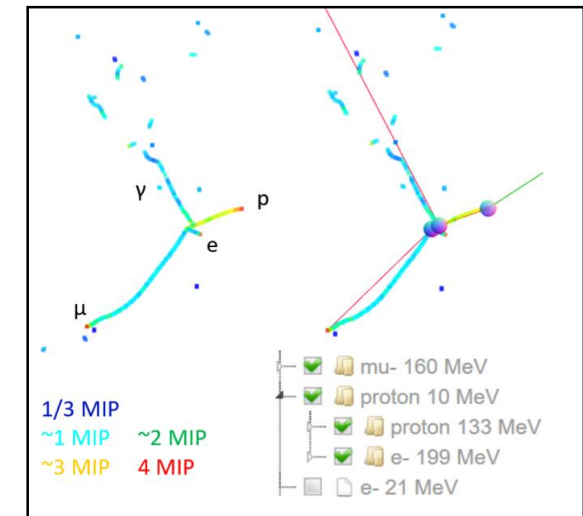 γ
p
e
μ
1/3 MIP
~1 MIP ~2 MIP
~3 MIP 4 MIP
mu- 160 MeV
proton 10 MeV
proton 133 MeV
e- 199 MeV
e- 21 MeV